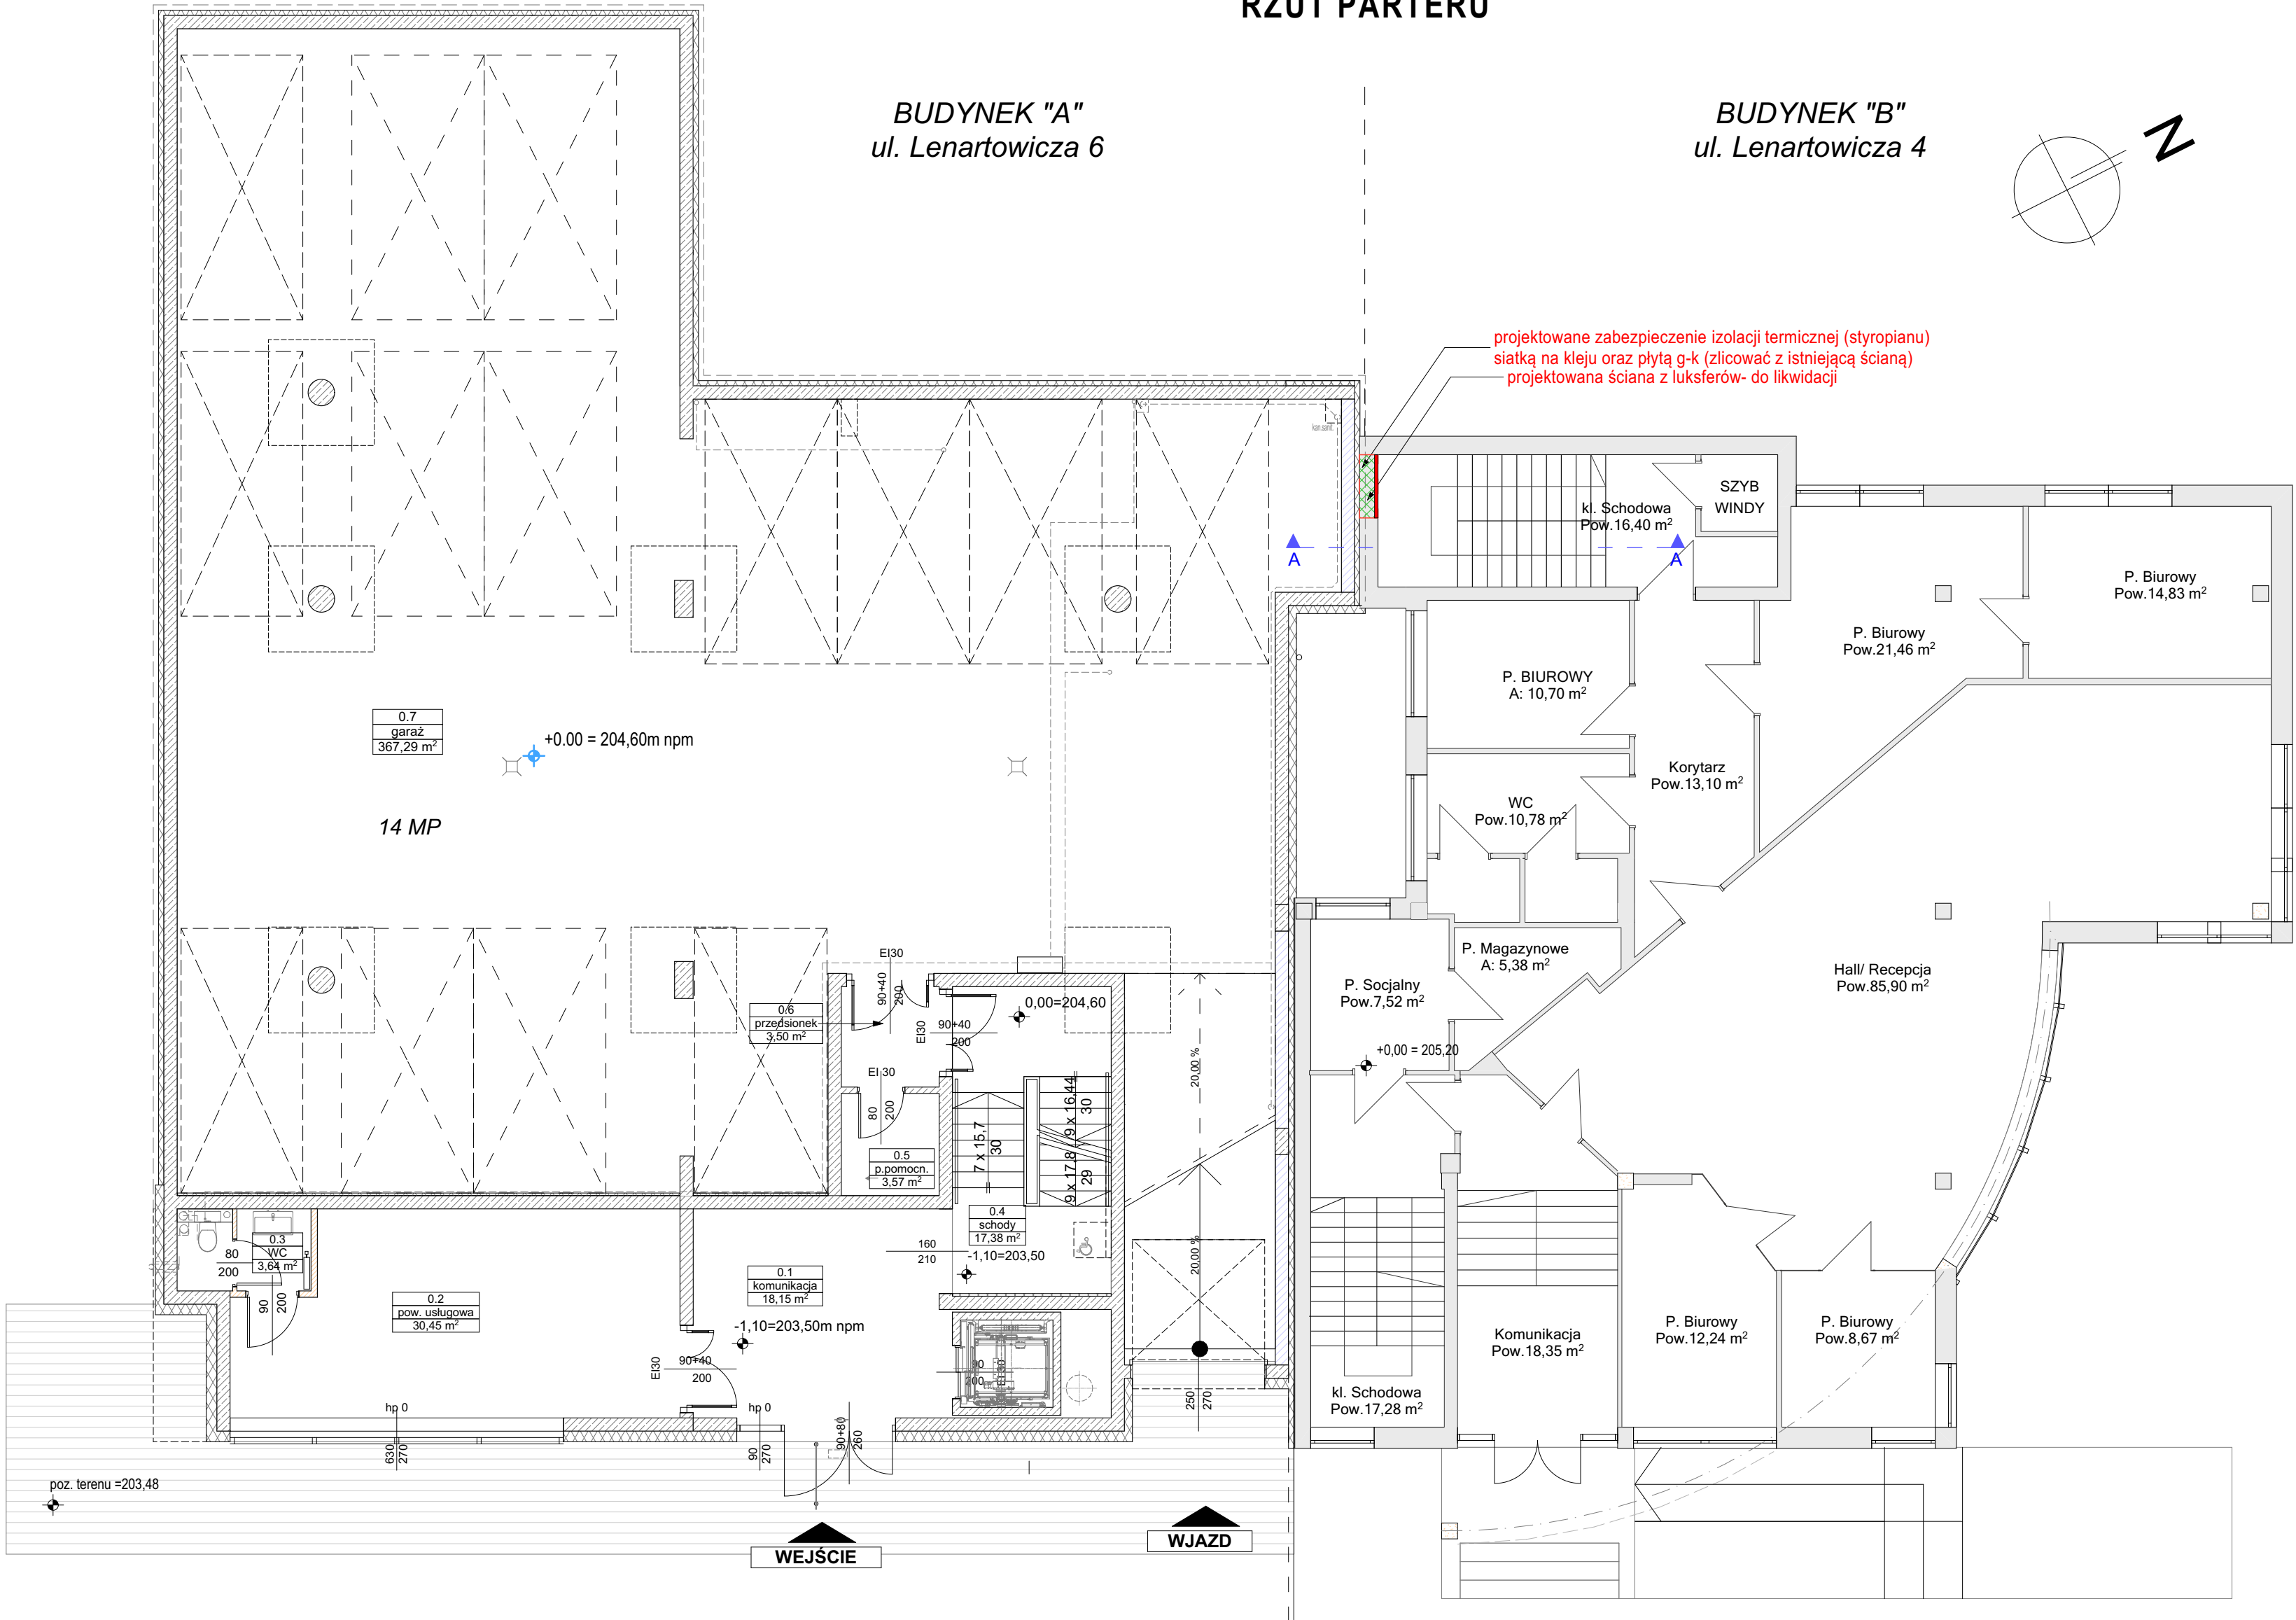 RZUT PARTERU
BUDYNEK "A"
ul. Lenartowicza 6
BUDYNEK "B"
ul. Lenartowicza 4
N
projektowane zabezpieczenie izolacji termicznej (styropianu)
siatką na kleju oraz płytą g-k (zlicować z istniejącą ścianą)
projektowana ściana z luksferów- do likwidacji
kan.sanit.
SZYB
WINDY
kl. Schodowa
Pow.16,40 m²
A
A
P. Biurowy
Pow.14,83 m²
P. Biurowy
Pow.21,46 m²
P. BIUROWY
A: 10,70 m²
0.7
garaż
367,29 m²
+0.00 = 204,60m npm
14 MP
Korytarz
Pow.13,10 m²
WC
Pow.10,78 m²
P. Magazynowe
A: 5,38 m²
P. Socjalny
Pow.7,52 m²
Hall/ Recepcja
Pow.85,90 m²
+0,00 = 205,20
EI30
90+40
200
0.6
przedsionek
3,50 m²
EI30
90+40
200
0,00=204,60
EI 30
80
200
0.5
p.pomocn.
3,57 m²
7 x 15,7
30
9 x 17,8
29
9 x 16,44
30
20,00 %
20,00 %
0.4
schody
17,38 m²
-1,10=203,50
160
210
0.3
WC
3,64 m²
80
200
90
200
0.1
komunikacja
18,15 m²
-1,10=203,50m npm
0.2
pow. usługowa
30,45 m²
EI30
90+40
200
90
200
EI 30
250
270
hp 0
630
270
hp 0
90
270
90+80
260
Komunikacja
Pow.18,35 m²
P. Biurowy
Pow.12,24 m²
P. Biurowy
Pow.8,67 m²
kl. Schodowa
Pow.17,28 m²
poz. terenu =203,48
WEJŚCIE
WJAZD